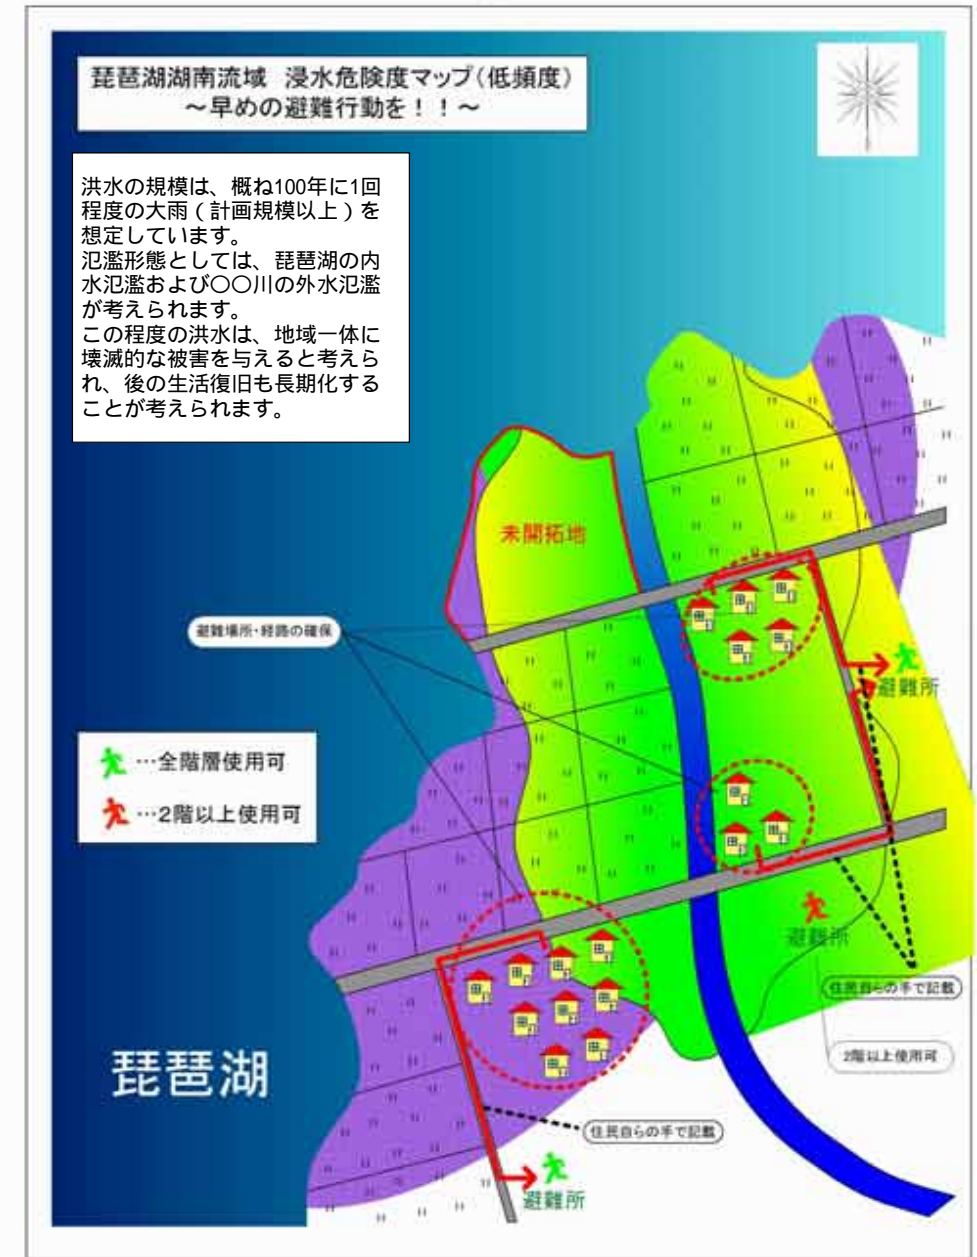 琵琶湖湖南流域 浸水危険度マップ(低頻度)
～早めの避難行動を！！～
洪水の規模は、概ね100年に1回
程度の大雨(計画規模以上)を
想定しています。
氾濫形態としては、琵琶湖の内
水氾濫および〇〇川の外水氾濫
が考えられます。
この程度の洪水は、地域一体に
壊滅的な被害を与えると考えら
れ、後の生活復旧も長期化する
ことが考えられます。
未開拓地
避難場所・経路の確保
避難所
…全階層使用可
…2階以上使用可
避難所
住民自らの手で記載
2階以上使用可
琵琶湖
住民自らの手で記載
避難所